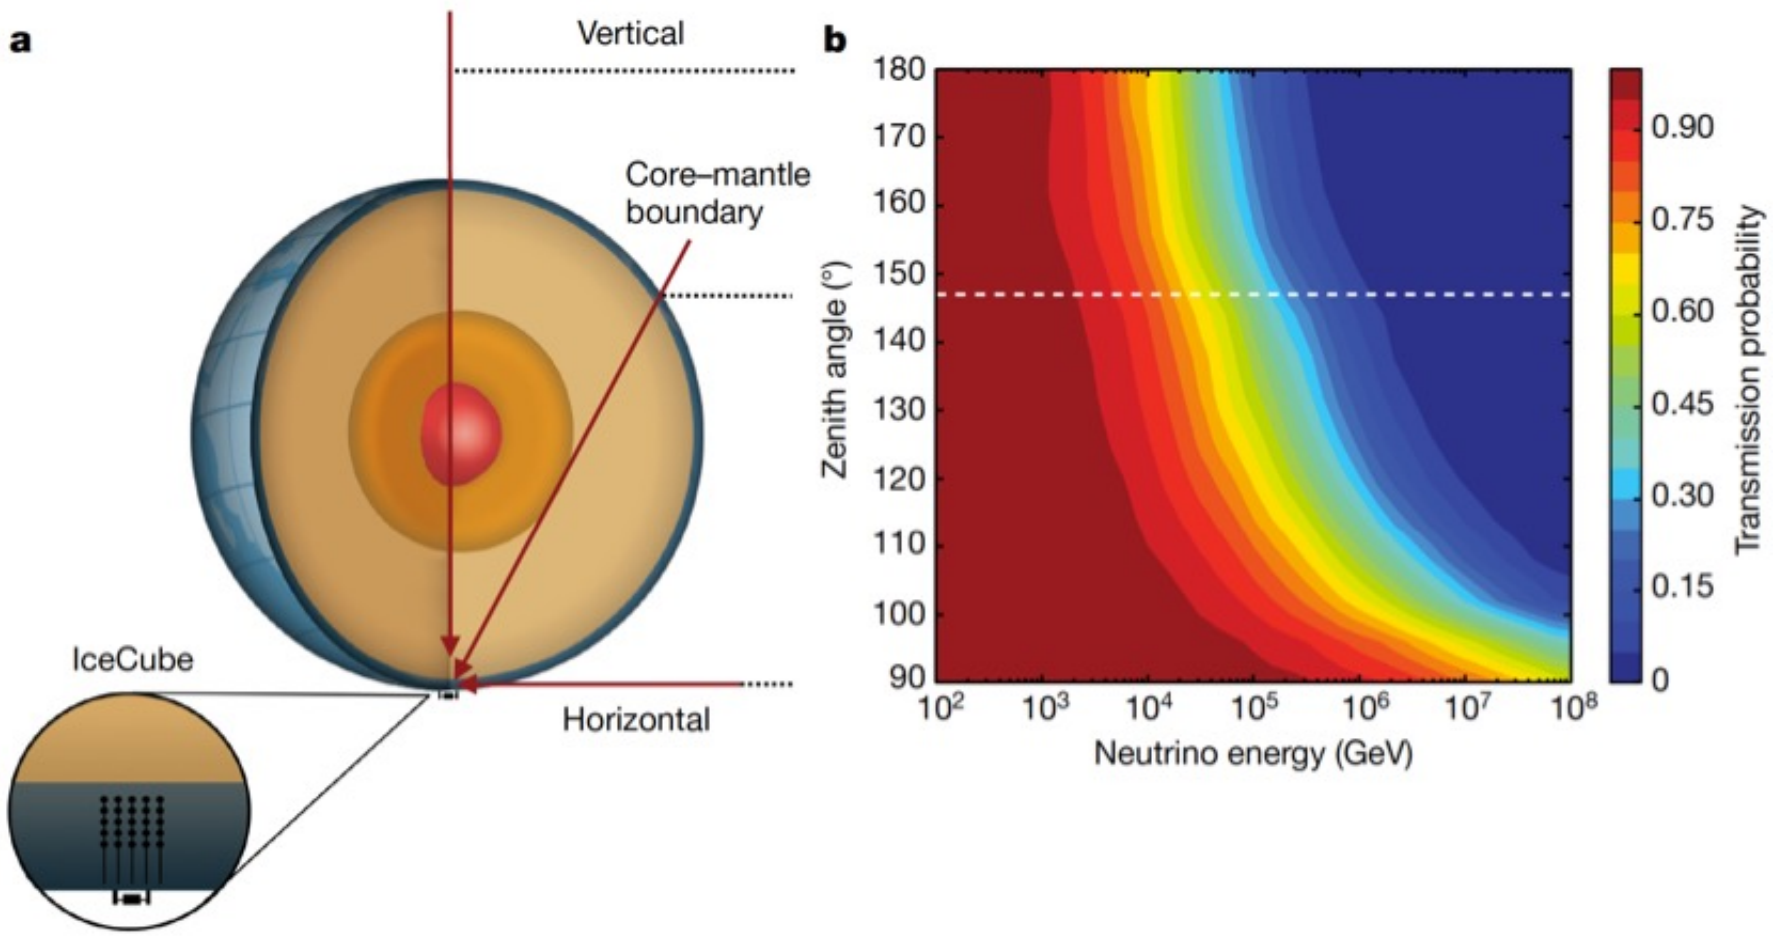 a
Vertical
Core–mantle
boundary
IceCube
Horizontal
b
180
170
160
150
140
130
120
110
100
90
Zenith angle (°)
10² 10³ 10⁴ 10⁵ 10⁶ 10⁷ 10⁸
Neutrino energy (GeV)
0.90
0.75
0.60
0.45
0.30
0.15
0
Transmission probability